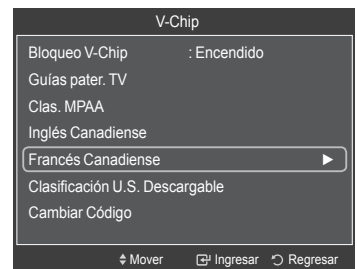 V-Chip
Bloqueo V-Chip : Encendido
Guías pater. TV
Clas. MPAA
Inglés Canadiense
Francés Canadiense
Clasificación U.S. Descargable
Cambiar Código
Mover Ingresar Regresar